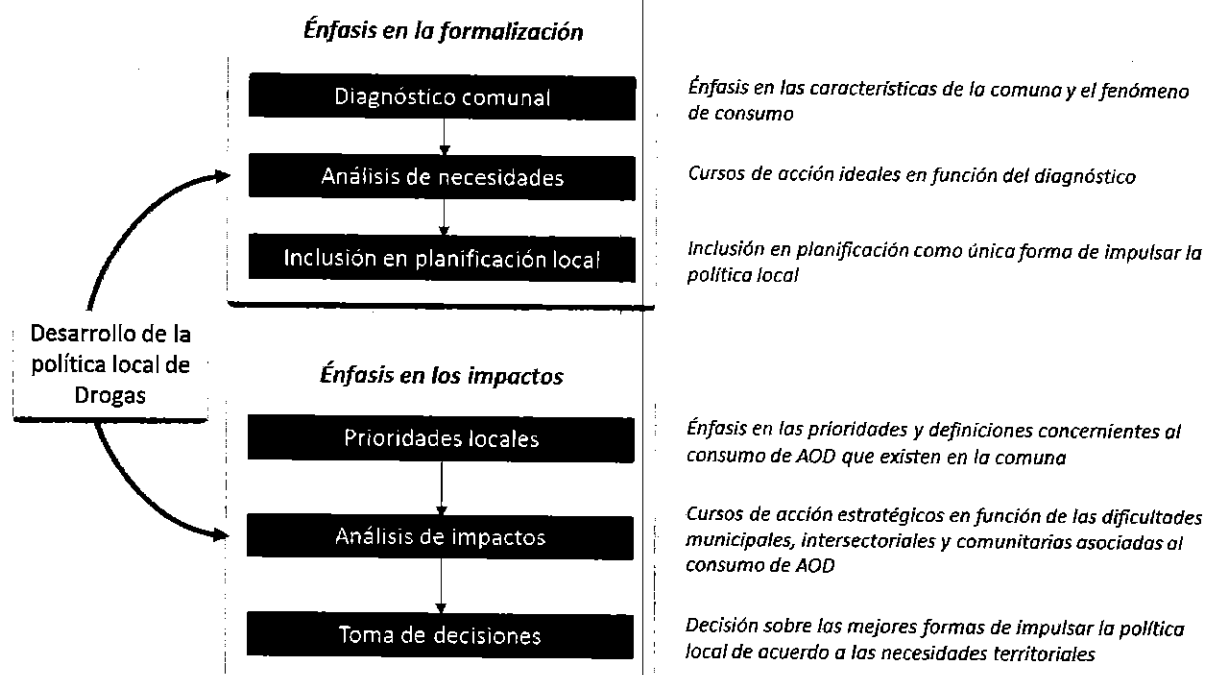 Énfasis en la formalización
Diagnóstico comunal
Énfasis en las características de la comuna y el fenómeno
de consumo
Análisis de necesidades
Cursos de acción ideales en función del diagnóstico
Inclusión en planificación local
Inclusión en planificación como única forma de impulsar la
política local
Desarrollo de la
política local de
Drogas
Énfasis en los impactos
Prioridades locales
Énfasis en las prioridades y definiciones concernientes al
consumo de AOD que existen en la comuna
Análisis de impactos
Cursos de acción estratégicos en función de las dificultades
municipales, intersectoriales y comunitarias asociadas al
consumo de AOD
Toma de decisiones
Decisión sobre las mejores formas de impulsar la política
local de acuerdo a las necesidades territoriales